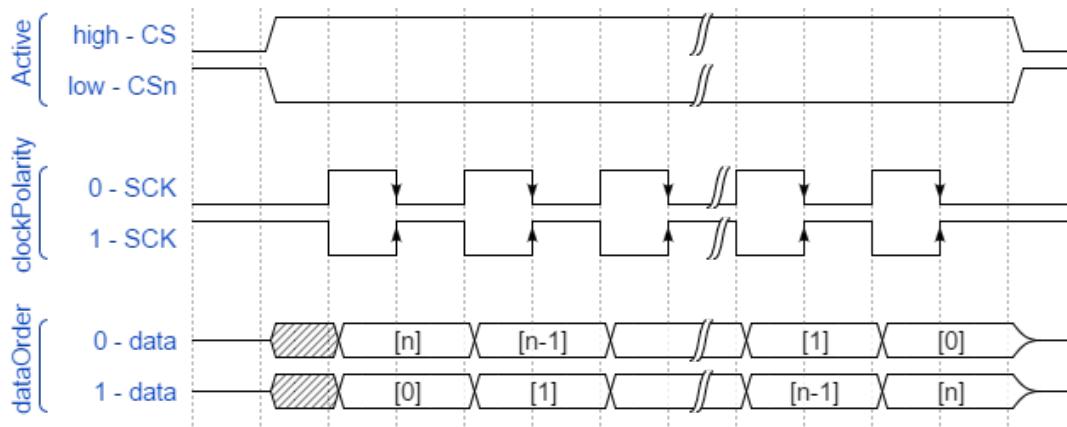 Active
high - CS
low - CSn
clockPolarity
0 - SCK
1 - SCK
dataOrder
0 - data
[n]
[n-1]
[1]
[0]
1 - data
[0]
[1]
[n-1]
[n]